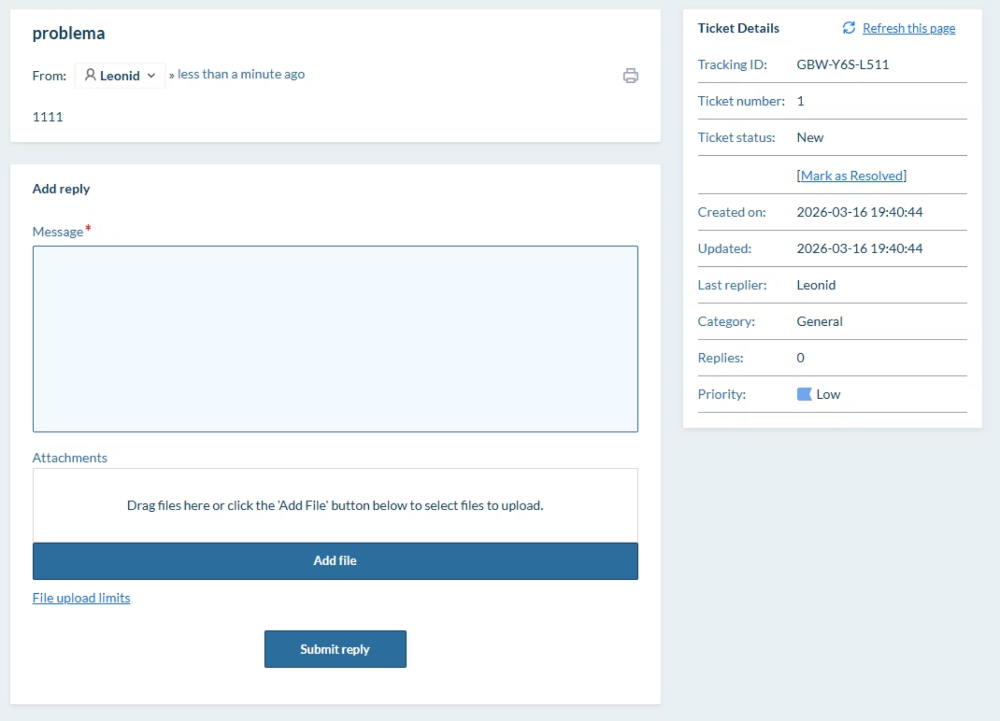 problema
From: Leonid » less than a minute ago
1111
Add reply
Message*
Attachments
Drag files here or click the 'Add File' button below to select files to upload.
Add file
File upload limits
Submit reply
Ticket Details Refresh this page
Tracking ID: GBW-Y6S-L511
Ticket number: 1
Ticket status: New
[Mark as Resolved]
Created on: 2026-03-16 19:40:44
Updated: 2026-03-16 19:40:44
Last replier: Leonid
Category: General
Replies: 0
Priority: Low